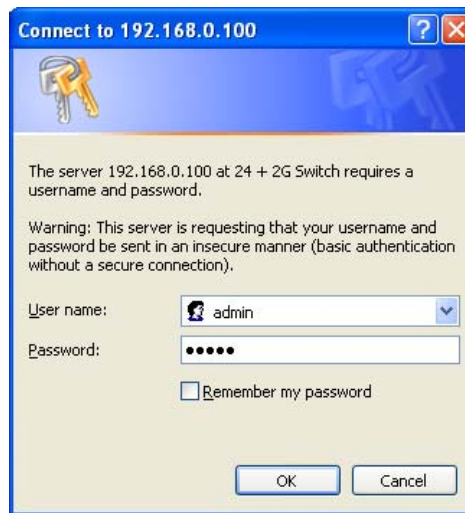 Connect to 192.168.0.100
The server 192.168.0.100 at 24 + 2G Switch requires a
username and password.
Warning: This server is requesting that your username and
password be sent in an insecure manner (basic authentication
without a secure connection).
User name:
admin
Password:
•••••
Remember my password
OK
Cancel